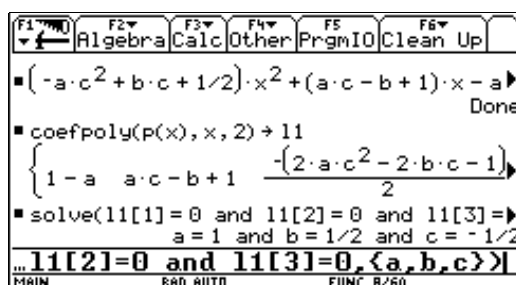 F1 F2 F3 F4 F5 F6
Algebra Calc Other PrgmIO Clean Up
(-a·c²+b·c+1/2)·x²+(a·c-b+1)·x-a
Done
coefpoly(p(x),x,2)→l1
{1-a a·c-b+1 -(2·a·c²-2·b·c-1)/2
solve(l1[1]=0 and l1[2]=0 and l1[3]=
a=1 and b=1/2 and c=-1/2
…l1[2]=0 and l1[3]=0,{a,b,c})
MAIN RAD AUTO FUNC 8/60